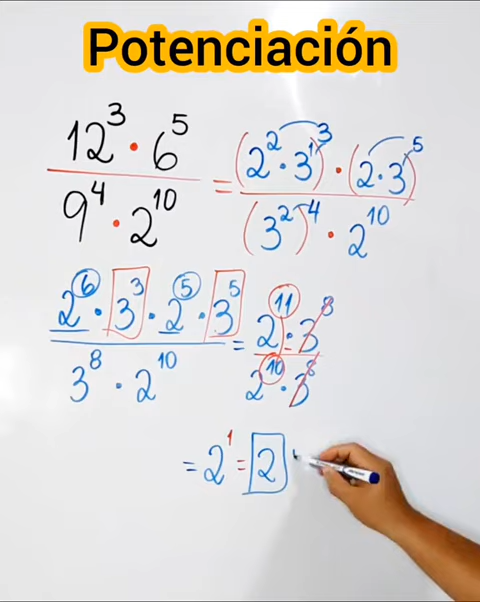 Potenciación
12³ · 6⁵ / 9⁴ · 2¹⁰ = (2² · 3¹)³ · (2 · 3¹)⁵ / (3²)⁴ · 2¹⁰
2⁶ · 3³ · 2⁵ · 3⁵ / 3⁸ · 2¹⁰ = 2¹¹ · 3⁸ / 2¹⁰ · 3⁸
= 2¹ = 2